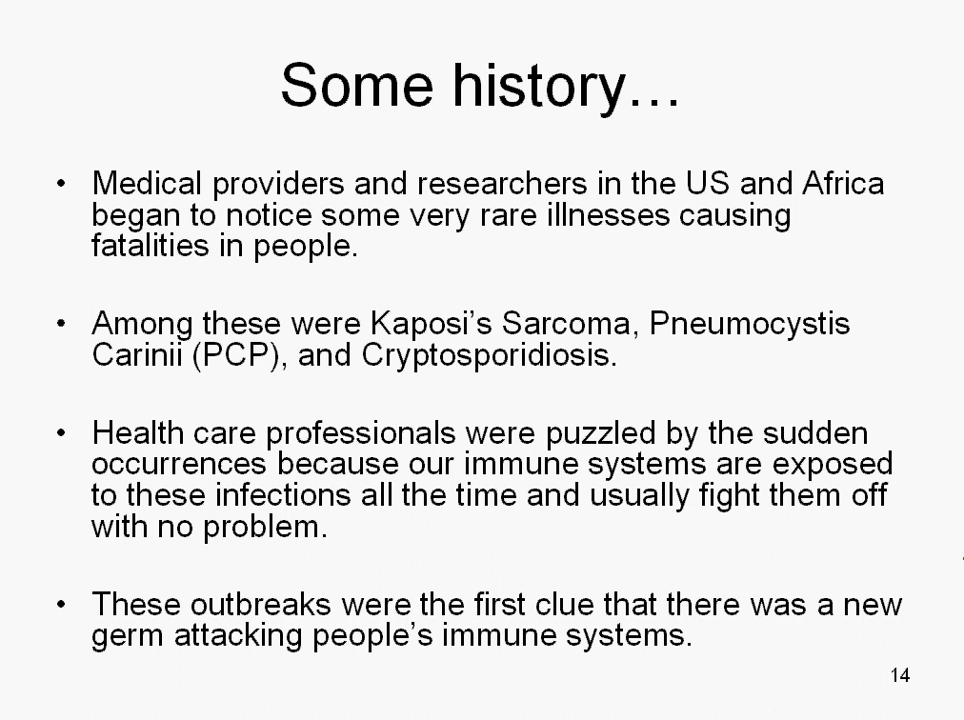 Some history...
• Medical providers and researchers in the US and Africa
began to notice some very rare illnesses causing
fatalities in people.
• Among these were Kaposi's Sarcoma, Pneumocystis
Carinii (PCP), and Cryptosporidiosis.
• Health care professionals were puzzled by the sudden
occurrences because our immune systems are exposed
to these infections all the time and usually fight them off
with no problem.
• These outbreaks were the first clue that there was a new
germ attacking people's immune systems.
14